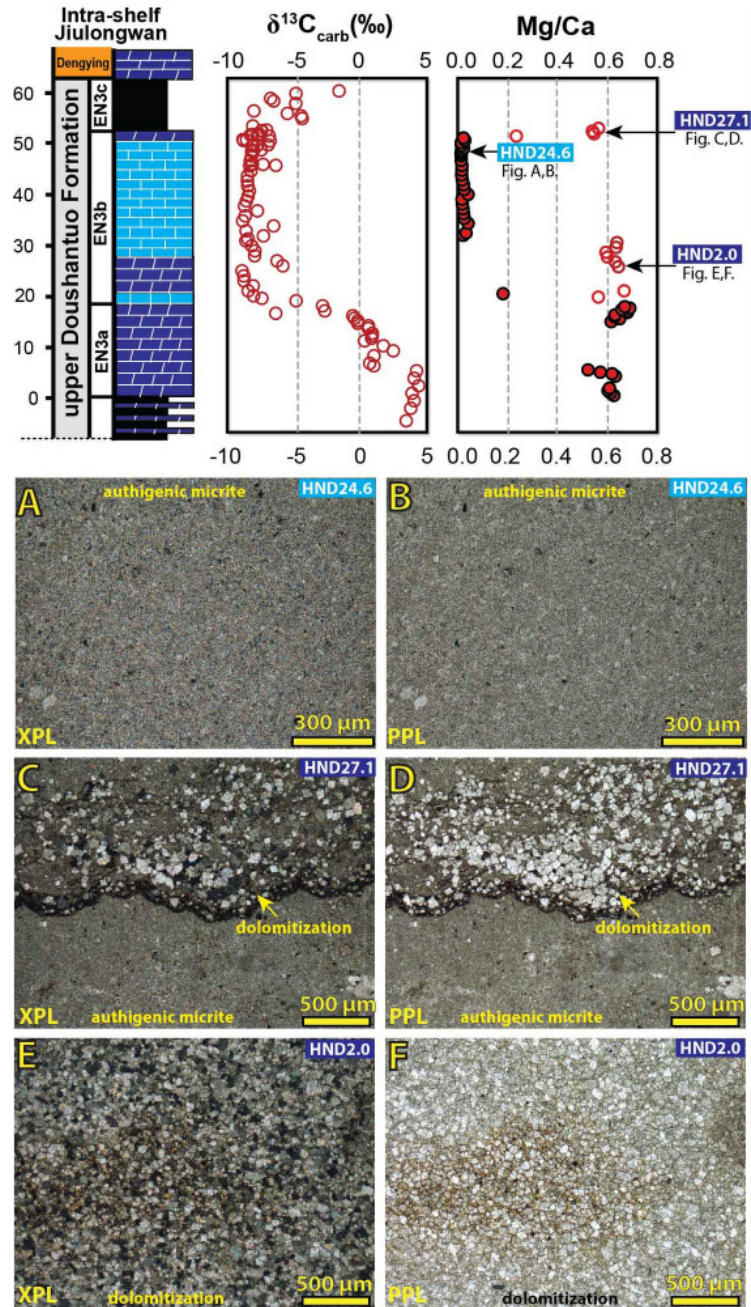 Intra-shelf
Jiulongwan
δ¹³Ccarb(‰)
Mg/Ca
-10 -5 0 5
0.0 0.2 0.4 0.6 0.8
Dengying
upper Doushantuo Formation
EN3c
EN3b
EN3a
60
50
40
30
20
10
0
HND27.1
Fig. C,D.
HND24.6
Fig. A,B.
HND2.0
Fig. E,F.
-10 -5 0 5
0.0 0.2 0.4 0.6 0.8
A
authigenic micrite
HND24.6
XPL
300 µm
B
authigenic micrite
HND24.6
PPL
300 µm
C
HND27.1
dolomitization
XPL
authigenic micrite
500 µm
D
HND27.1
dolomitization
PPL
authigenic micrite
500 µm
E
HND2.0
XPL
dolomitization
500 µm
F
HND2.0
PPL
dolomitization
500 µm